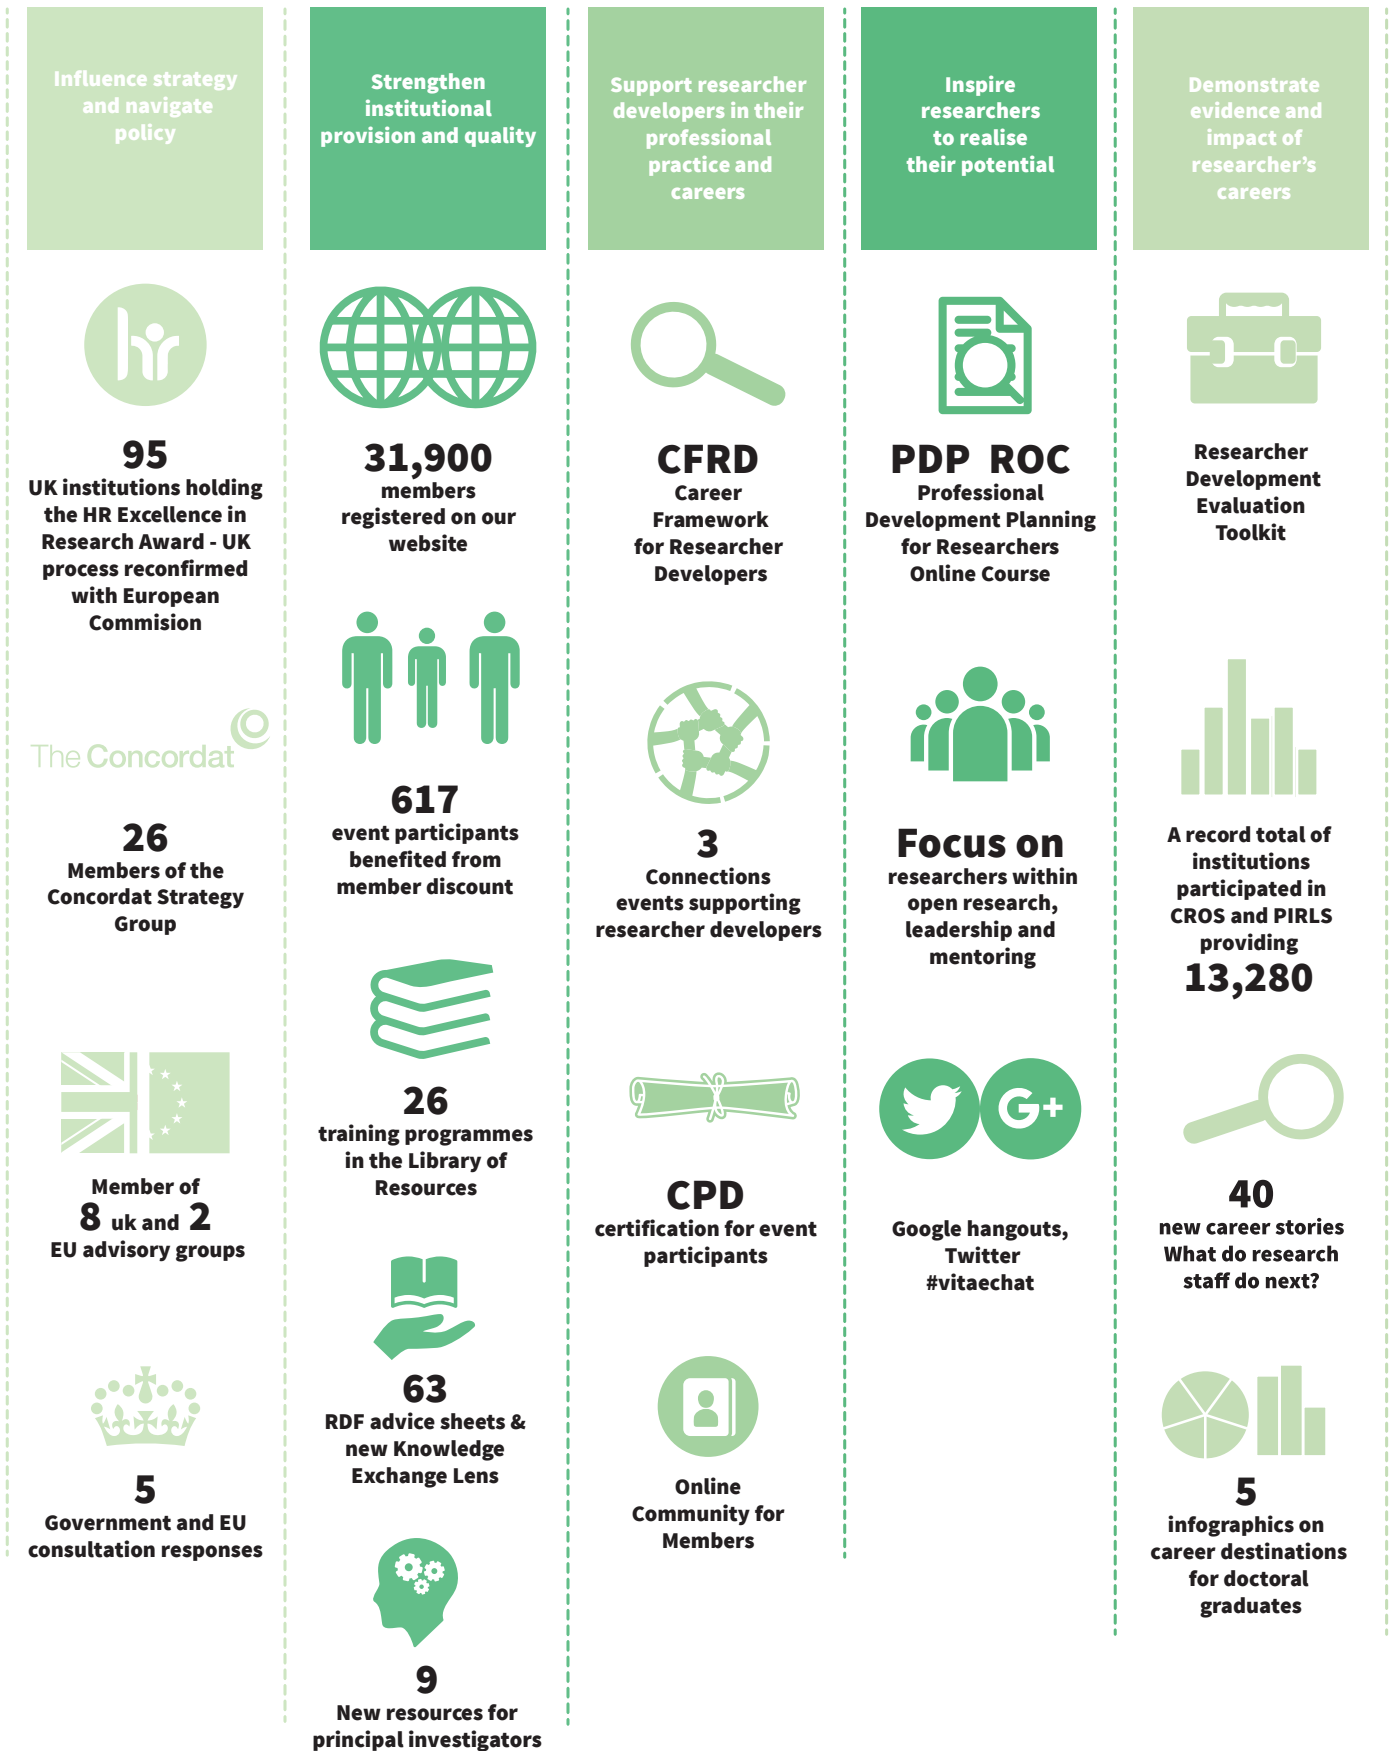 Influence strategy
and navigate
policy
95
UK institutions holding
the HR Excellence in
Research Award - UK
process reconfirmed
with European
Commision
The Concordat
26
Members of the
Concordat Strategy
Group
Member of
8 uk and 2
EU advisory groups
5
Government and EU
consultation responses
Strengthen
institutional
provision and quality
31,900
members
registered on our
website
617
event participants
benefited from
member discount
26
training programmes
in the Library of
Resources
63
RDF advice sheets &
new Knowledge
Exchange Lens
9
New resources for
principal investigators
Support researcher
developers in their
professional
practice and
careers
CFRD
Career
Framework
for Researcher
Developers
3
Connections
events supporting
researcher developers
CPD
certification for event
participants
Online
Community for
Members
Inspire
researchers
to realise
their potential
PDP ROC
Professional
Development Planning
for Researchers
Online Course
Focus on
researchers within
open research,
leadership and
mentoring
G+
Google hangouts,
Twitter
#vitaechat
Demonstrate
evidence and
impact of
researcher's
careers
Researcher
Development
Evaluation
Toolkit
A record total of
institutions
participated in
CROS and PIRLS
providing
13,280
40
new career stories
What do research
staff do next?
5
infographics on
career destinations
for doctoral
graduates
hr